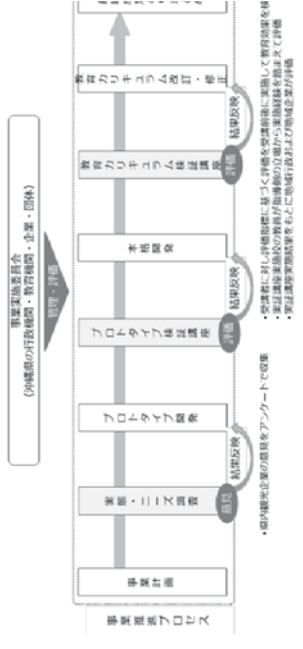 事業実施委員会
(沖縄県の行政機関・教育機関・企業・団体)
管理・評価
事業推進プロセス
事業計画
実態・ニーズ調査
プロトタイプ開発
プロトタイプ検証講座
本格開発
教育カリキュラム検証講座
教育カリキュラム改訂・修正
意見
結果反映
評価
結果反映
評価
結果反映
・県内観光企業の意見をアンケートで収集
・受講者に対し評価指標に基づく評価を受講前後に実施して教育効果を検
・実証講座実施校の教員が指導側の立場から実施経験を踏まえて評価
・実証講座実施結果をもとに地域行政および地域企業が評価